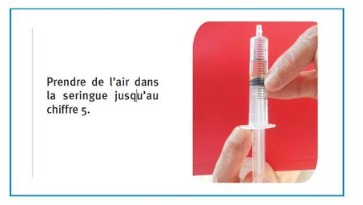 Prendre de l'air dans
la seringue jusqu'au
chiffre 5.